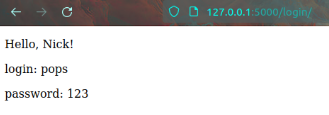 127.0.0.1:5000/login/
Hello, Nick!
login: pops
password: 123